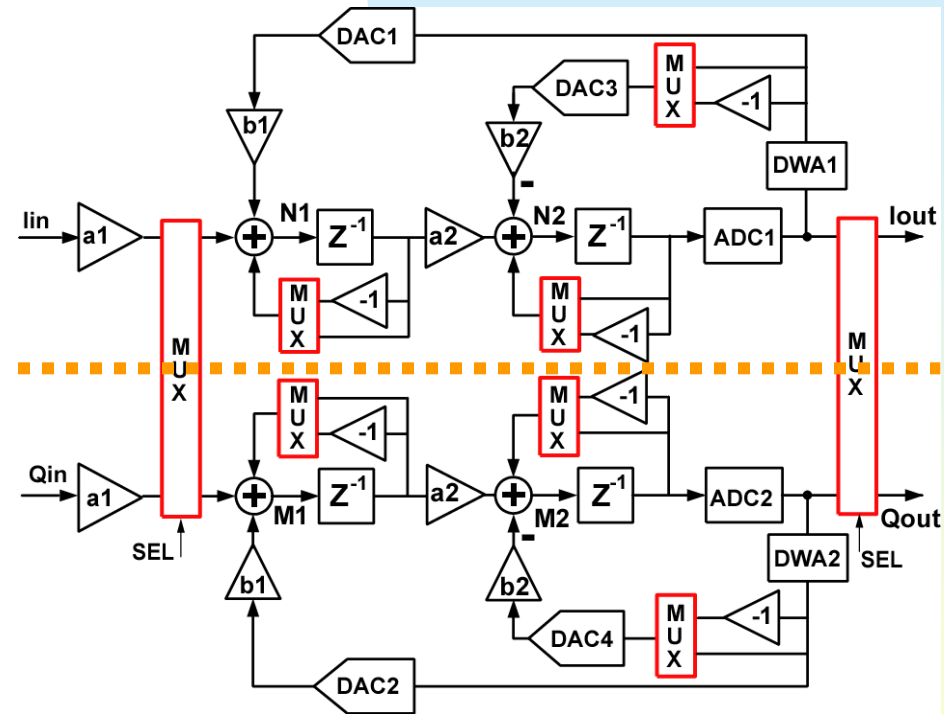 DAC1
MUX
DAC3
-1
b1
b2
DWA1
-
Iin
a1
N1
Z⁻¹
a2
N2
Z⁻¹
ADC1
Iout
MUX
-1
MUX
-1
MUX
MUX
MUX
-1
MUX
-1
Qin
a1
M1
Z⁻¹
a2
M2
Z⁻¹
ADC2
Qout
SEL
-
DWA2
SEL
b1
b2
DAC4
MUX
-1
DAC2